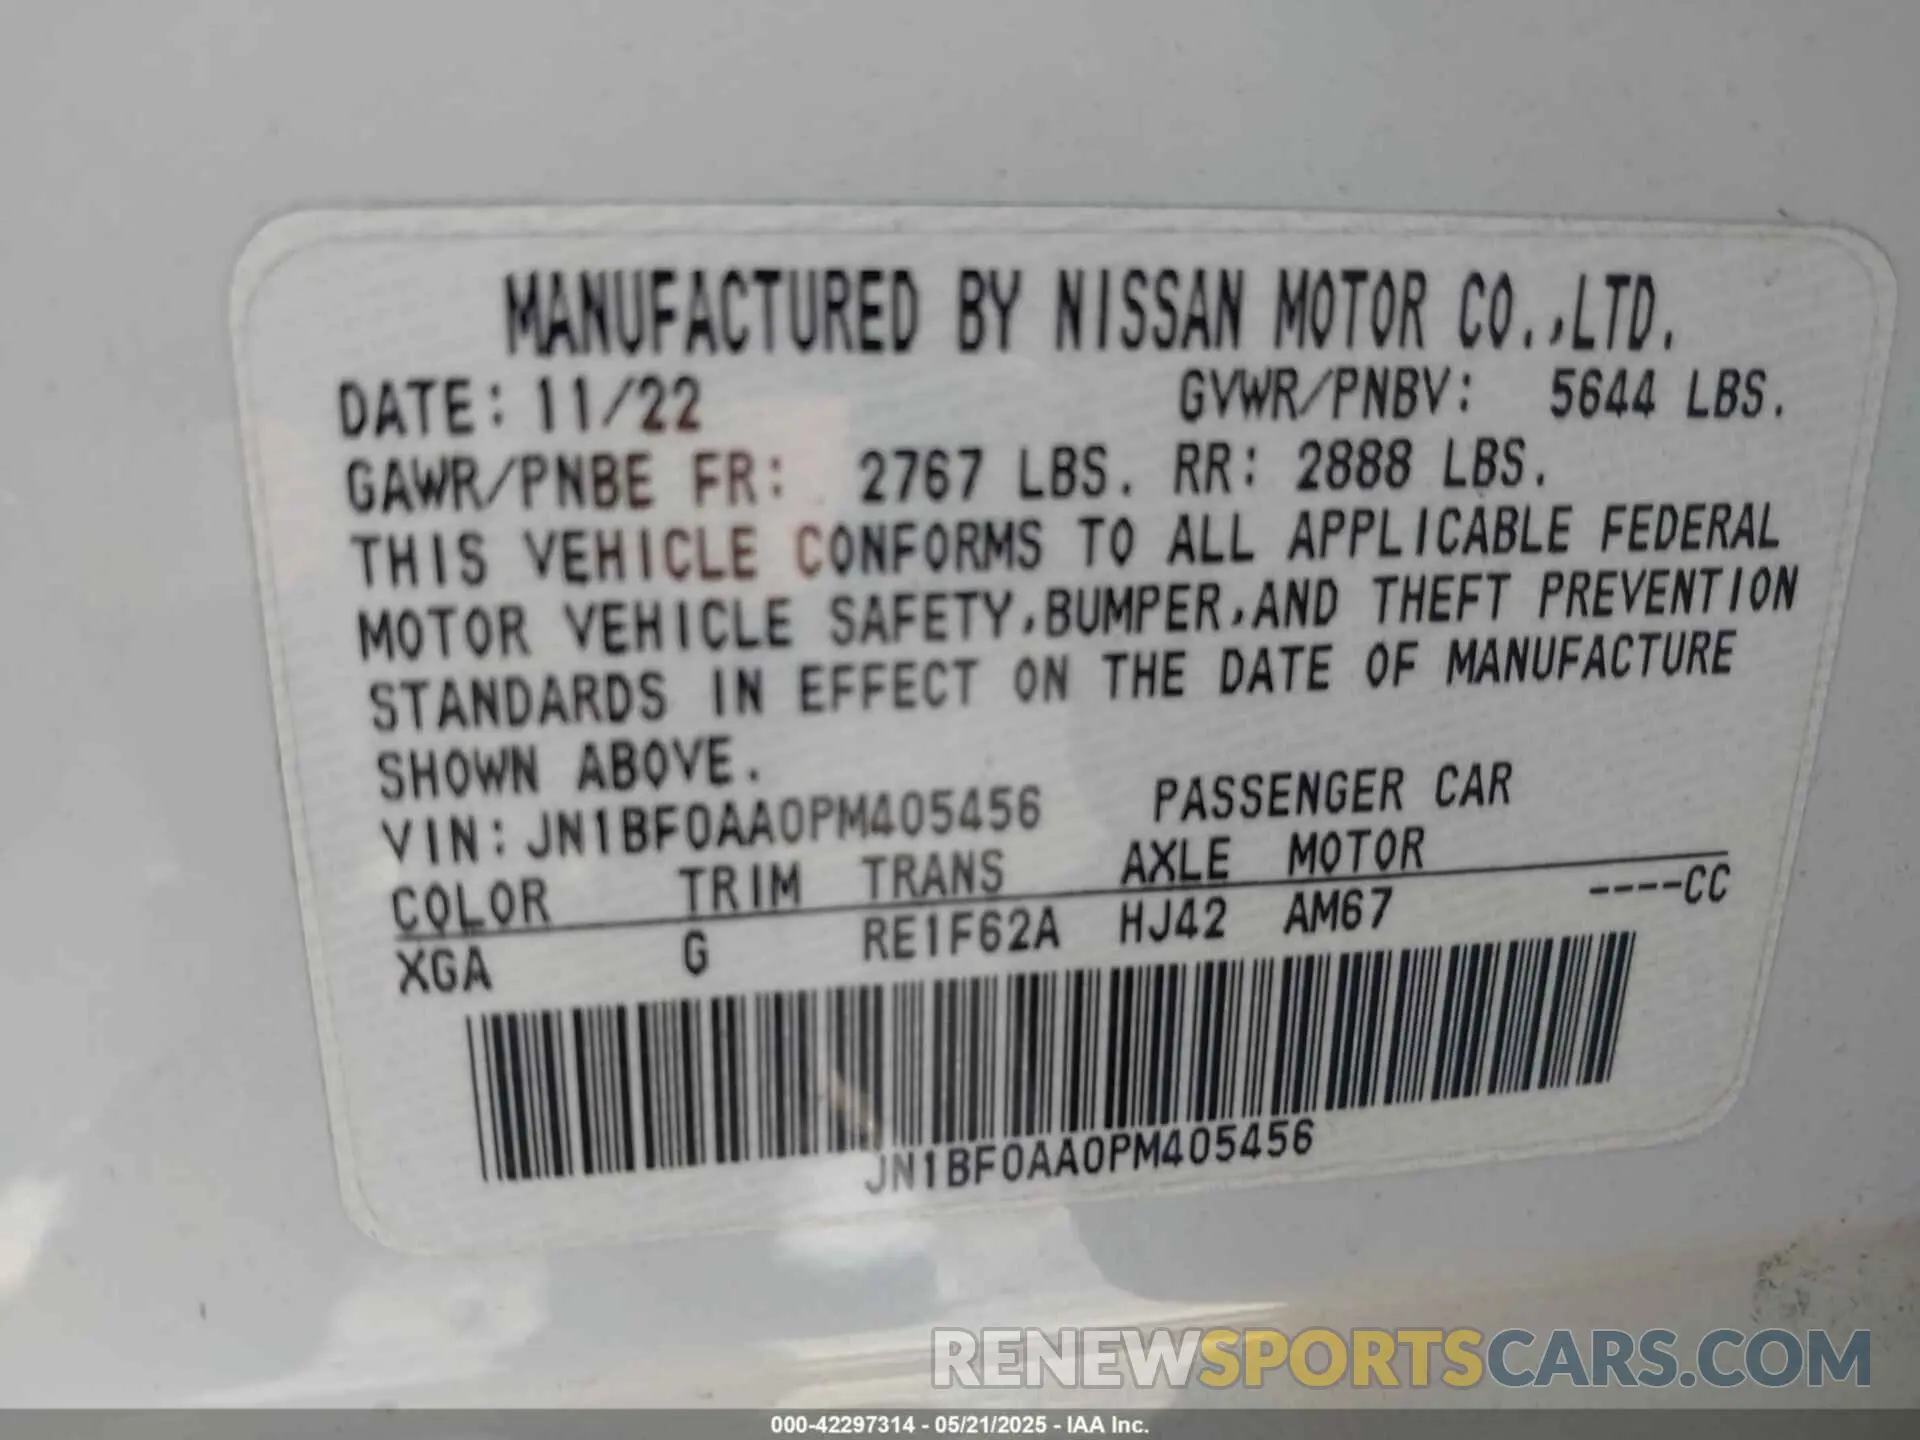 MANUFACTURED BY NISSAN MOTOR CO.,LTD.
DATE: 11/22 GVWR/PNBV: 5644 LBS.
GAWR/PNBE FR: 2767 LBS. RR: 2888 LBS.
THIS VEHICLE CONFORMS TO ALL APPLICABLE FEDERAL
MOTOR VEHICLE SAFETY,BUMPER,AND THEFT PREVENTION
STANDARDS IN EFFECT ON THE DATE OF MANUFACTURE
SHOWN ABOVE.
VIN: JN1BF0AA0PM405456 PASSENGER CAR
COLOR TRIM TRANS AXLE MOTOR
XGA G RE1F62A HJ42 AM67 ----CC
JN1BF0AA0PM405456
RENEWSPORTSCARS.COM
000-42297314 - 05/21/2025 - IAA Inc.